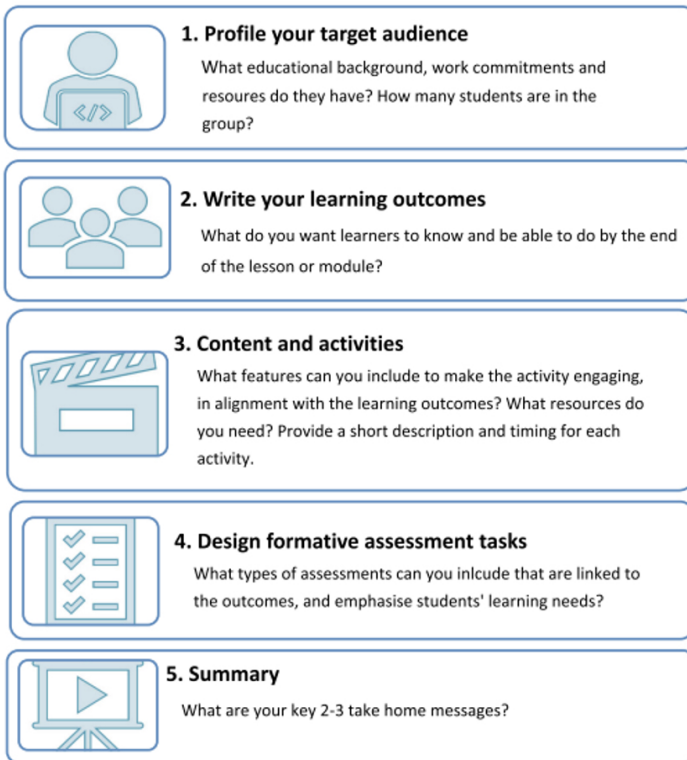 1. Profile your target audience
What educational background, work commitments and
resoures do they have? How many students are in the
group?
2. Write your learning outcomes
What do you want learners to know and be able to do by the end
of the lesson or module?
3. Content and activities
What features can you include to make the activity engaging,
in alignment with the learning outcomes? What resources do
you need? Provide a short description and timing for each
activity.
4. Design formative assessment tasks
What types of assessments can you inlcude that are linked to
the outcomes, and emphasise students' learning needs?
5. Summary
What are your key 2-3 take home messages?